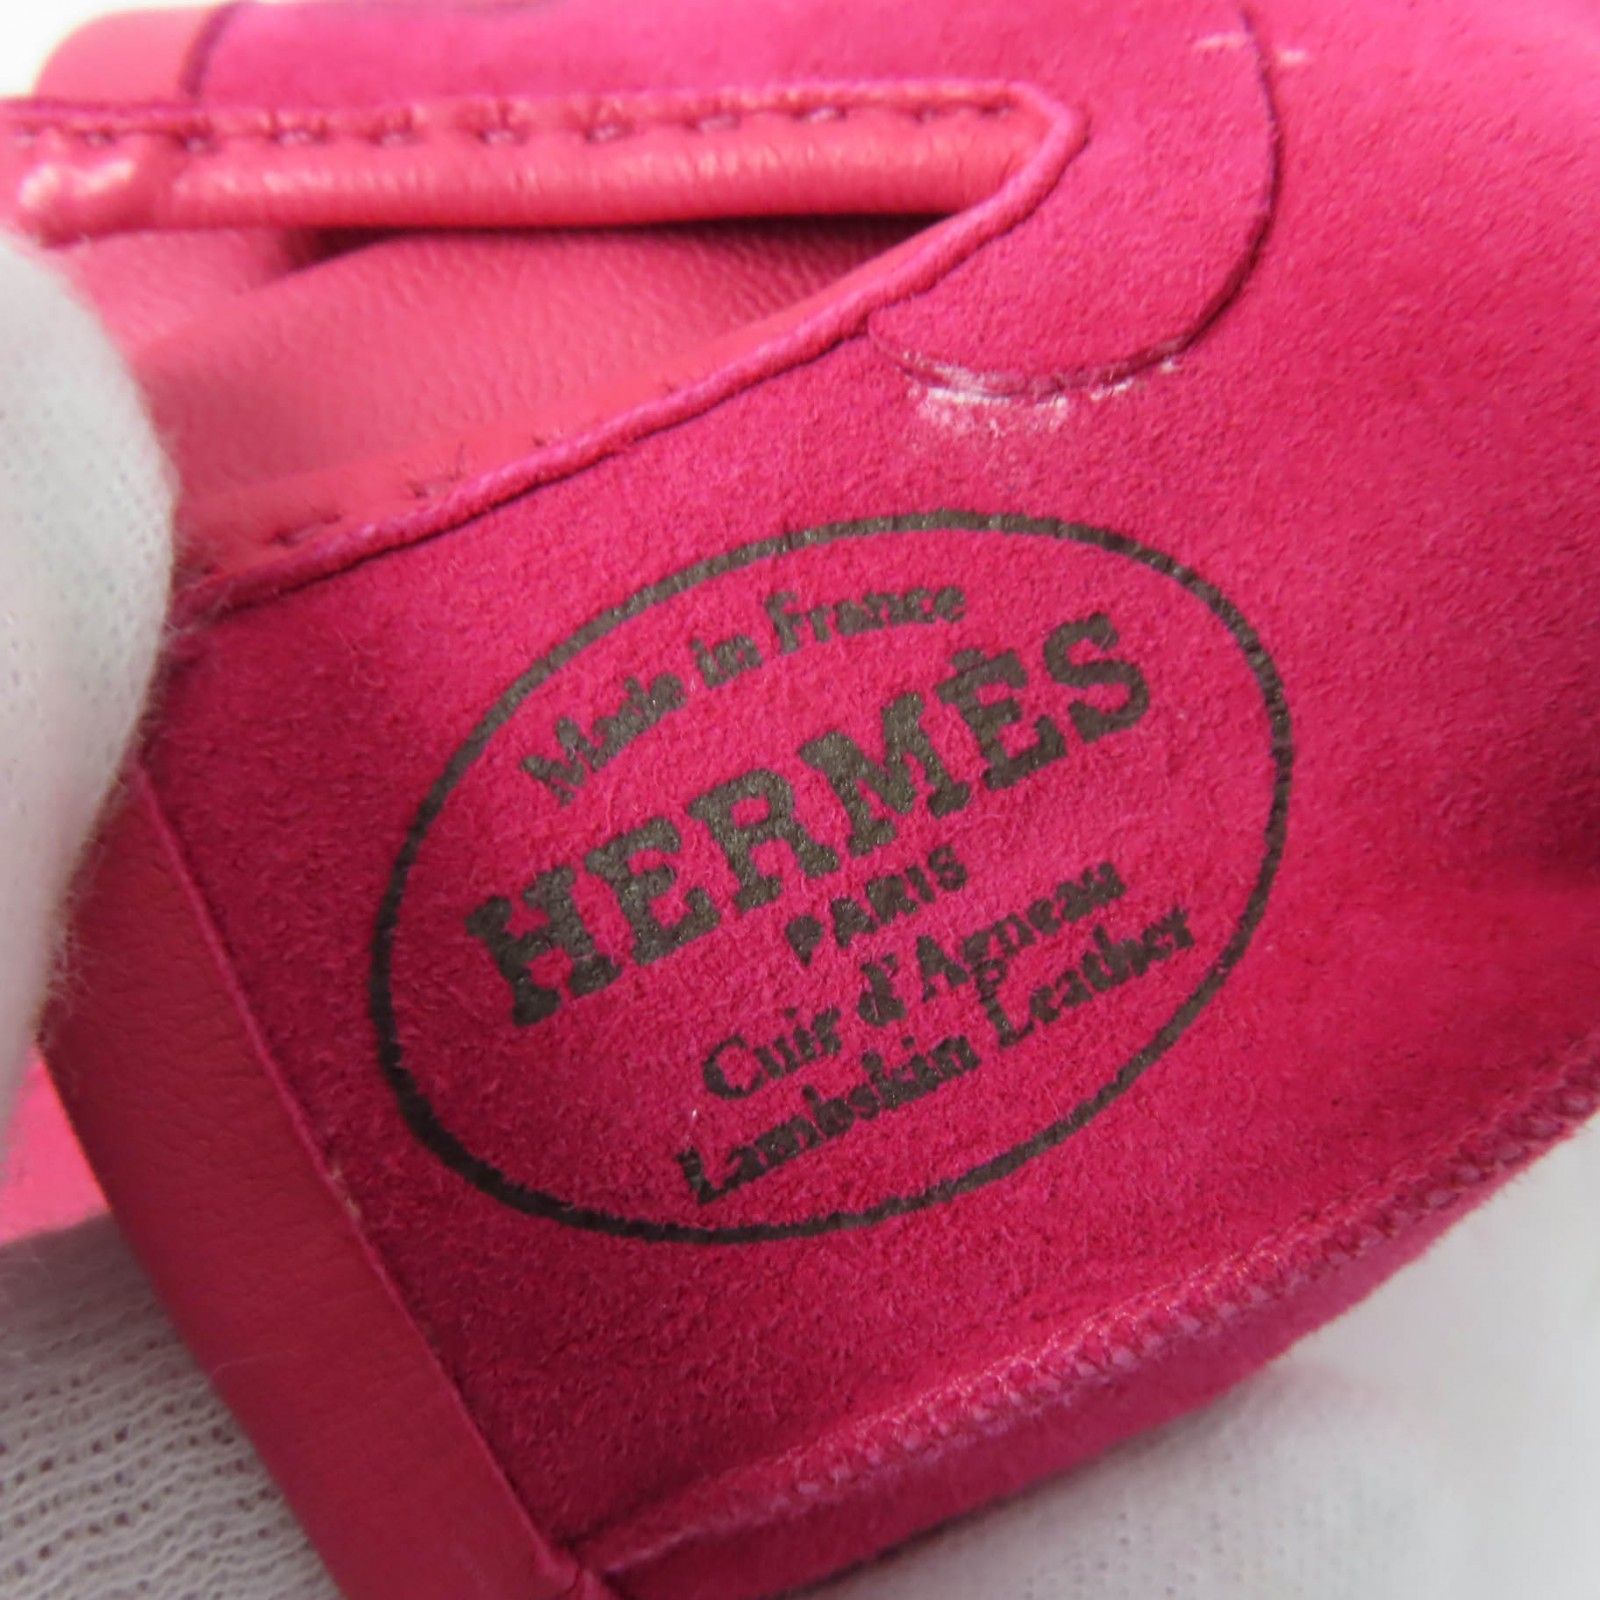 Made in France
HERMÈS
PARIS
Cuir d'Agneau
Lambskin Leather